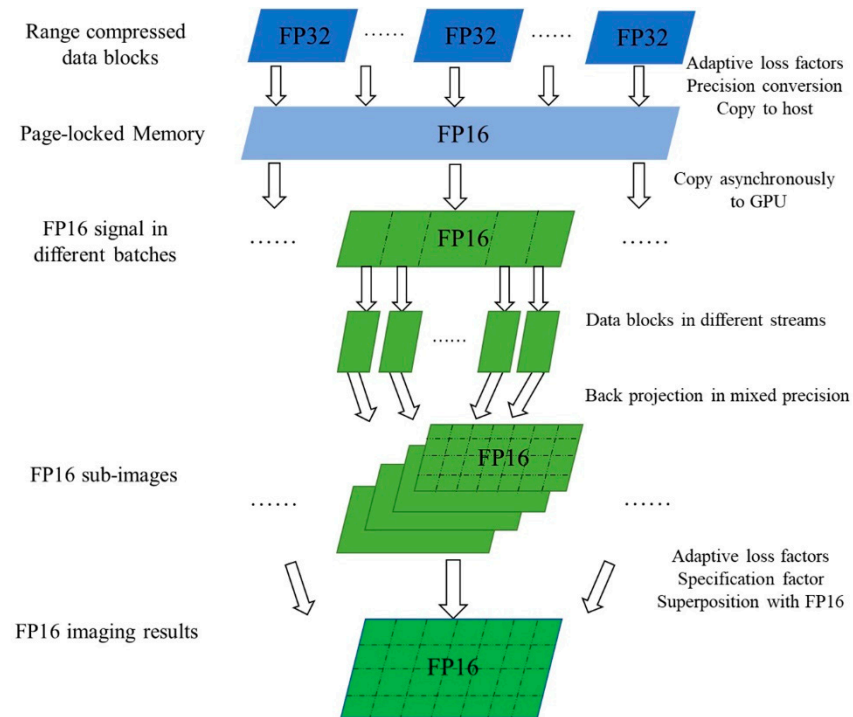 Range compressed
data blocks
FP32 ...... FP32 ...... FP32
Adaptive loss factors
Precision conversion
Copy to host
Page-locked Memory
FP16
Copy asynchronously
to GPU
FP16 signal in
different batches
...... FP16 ......
......
Data blocks in different streams
Back projection in mixed precision
FP16
FP16 sub-images
...... ......
Adaptive loss factors
Specification factor
Superposition with FP16
FP16 imaging results
FP16